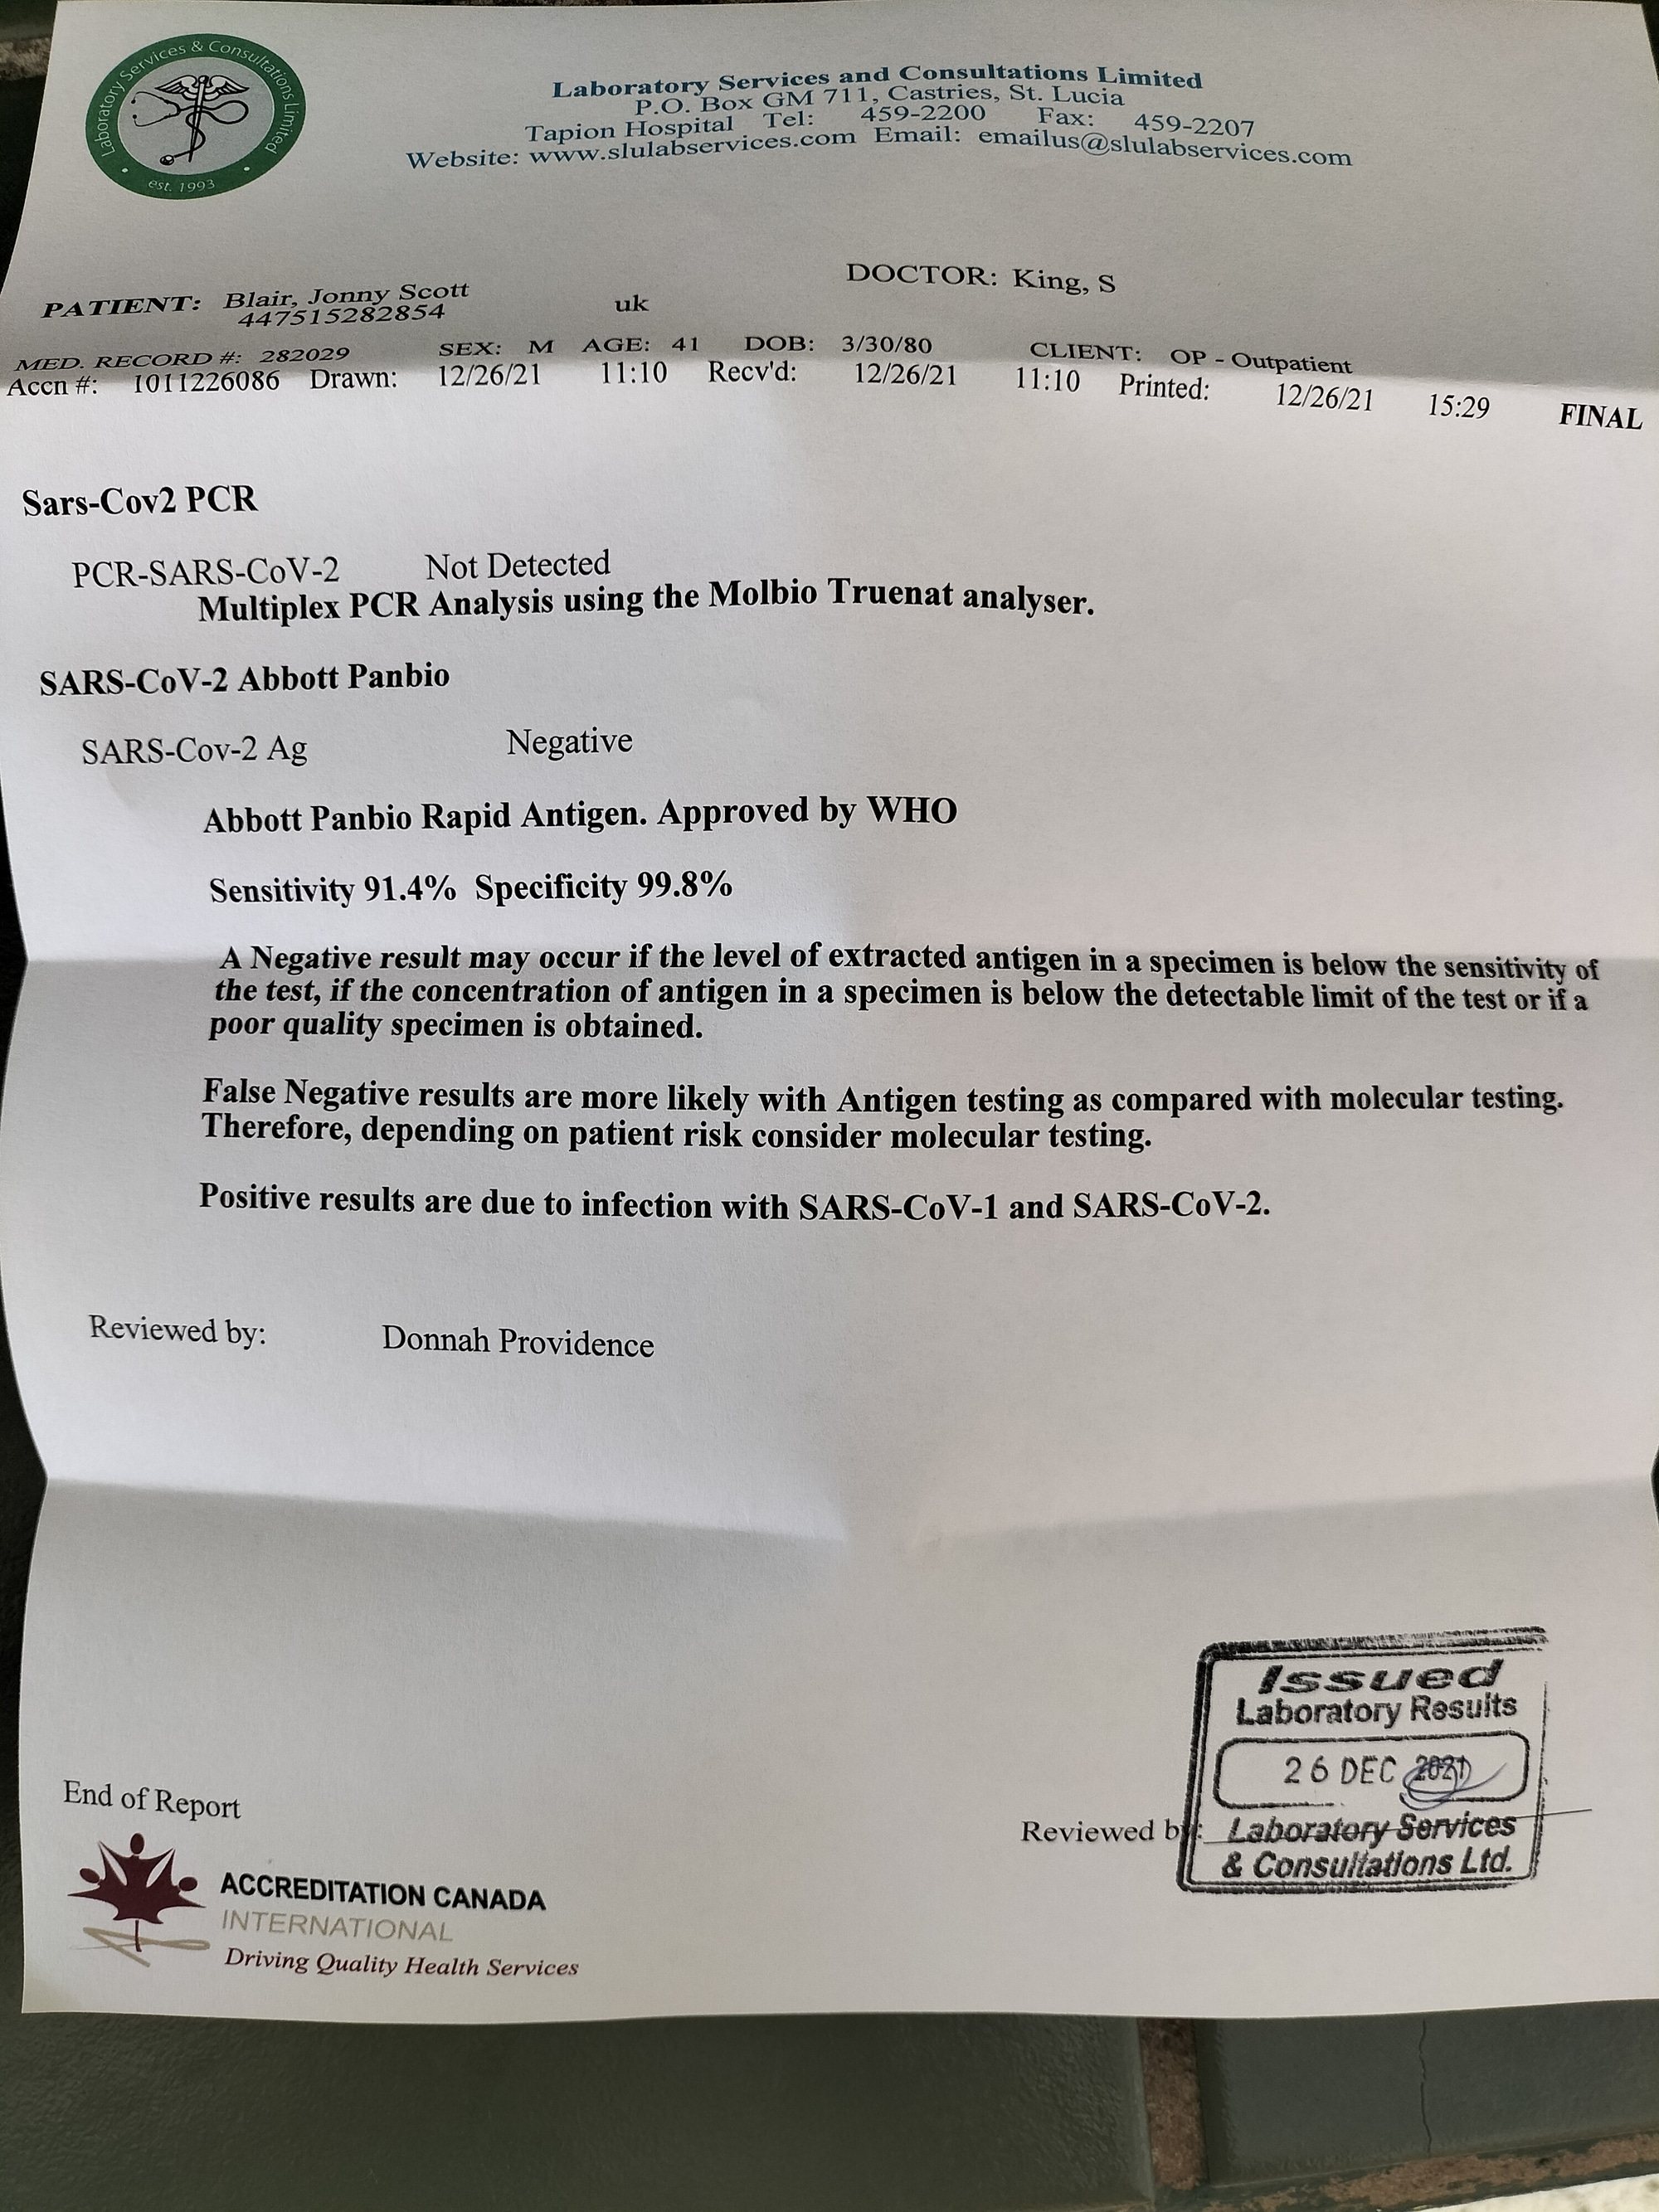 Laboratory Services & Consultations Limited
est. 1993
Laboratory Services and Consultations Limited
P.O. Box GM 711, Castries, St. Lucia
Tapion Hospital Tel: 459-2200 Fax: 459-2207
Website: www.slulabservices.com Email: emailus@slulabservices.com
DOCTOR: King, S
PATIENT: Blair, Jonny Scott
447515282854 uk
MED. RECORD #: 282029 SEX: M AGE: 41 DOB: 3/30/80 CLIENT: OP - Outpatient
Accn #: 1011226086 Drawn: 12/26/21 11:10 Recv'd: 12/26/21 11:10 Printed: 12/26/21 15:29 FINAL
Sars-Cov2 PCR
PCR-SARS-CoV-2 Not Detected
Multiplex PCR Analysis using the Molbio Truenat analyser.
SARS-CoV-2 Abbott Panbio
SARS-Cov-2 Ag Negative
Abbott Panbio Rapid Antigen. Approved by WHO
Sensitivity 91.4% Specificity 99.8%
A Negative result may occur if the level of extracted antigen in a specimen is below the sensitivity of
the test, if the concentration of antigen in a specimen is below the detectable limit of the test or if a
poor quality specimen is obtained.
False Negative results are more likely with Antigen testing as compared with molecular testing.
Therefore, depending on patient risk consider molecular testing.
Positive results are due to infection with SARS-CoV-1 and SARS-CoV-2.
Reviewed by: Donnah Providence
Issued
Laboratory Results
26 DEC 2021
Laboratory Services
& Consultations Ltd.
End of Report
Reviewed by:
ACCREDITATION CANADA
INTERNATIONAL
Driving Quality Health Services